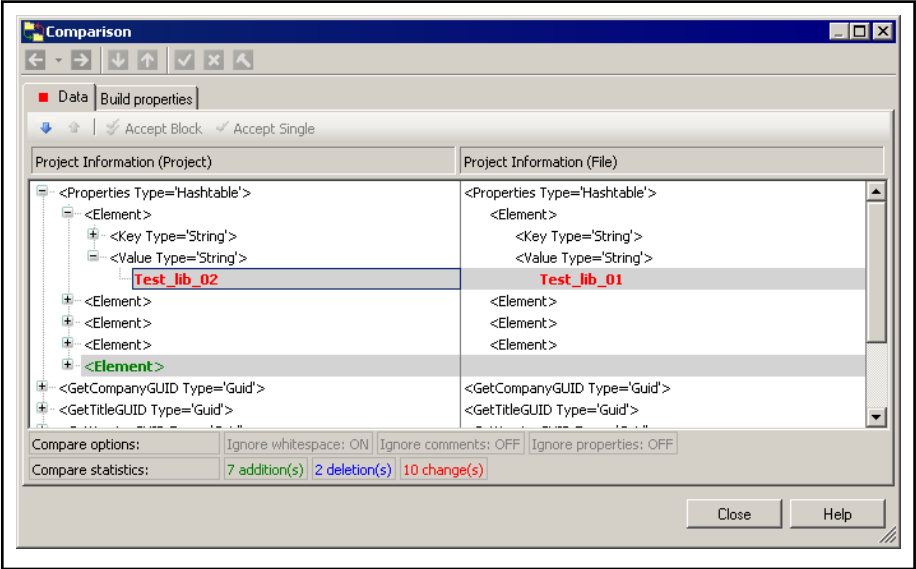 Comparison
Data Build properties
Accept Block Accept Single
Project Information (Project) Project Information (File)
<Properties Type='Hashtable'> <Properties Type='Hashtable'>
<Element> <Element>
<Key Type='String'> <Key Type='String'>
<Value Type='String'> <Value Type='String'>
Test_lib_02 Test_lib_01
<Element> <Element>
<Element> <Element>
<Element> <Element>
<Element>
<GetCompanyGUID Type='Guid'> <GetCompanyGUID Type='Guid'>
<GetTitleGUID Type='Guid'> <GetTitleGUID Type='Guid'>
Compare options: Ignore whitespace: ON Ignore comments: OFF Ignore properties: OFF
Compare statistics: 7 addition(s) 2 deletion(s) 10 change(s)
Close Help